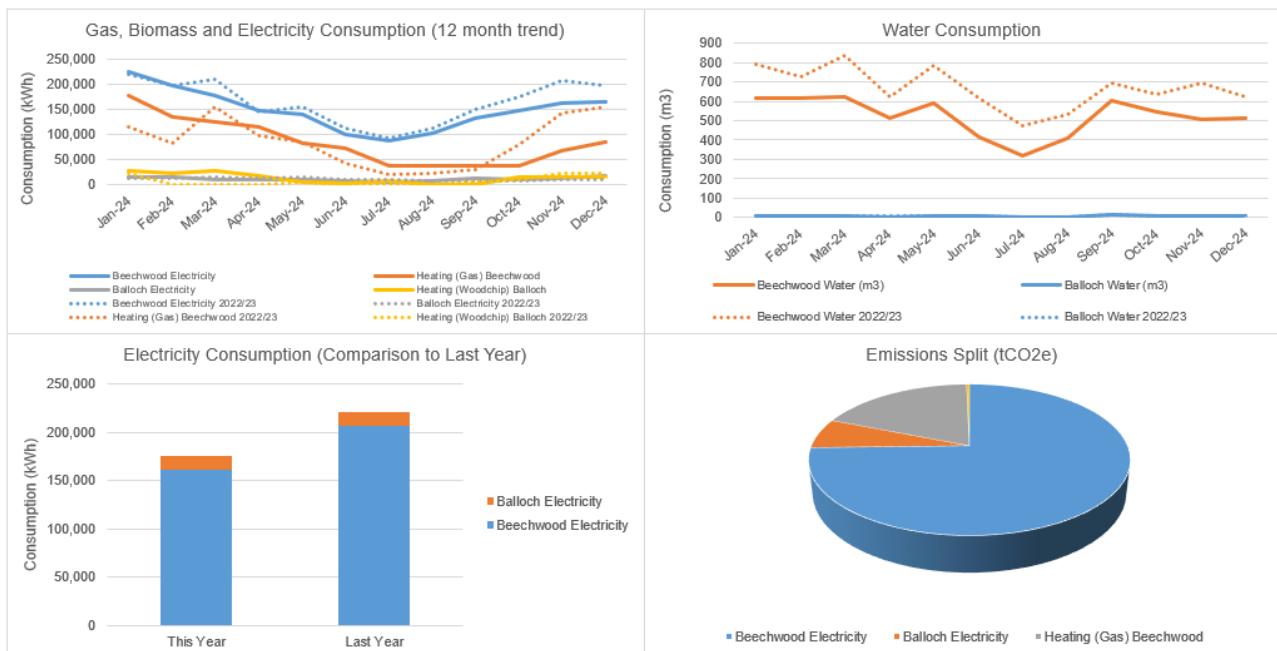 Gas, Biomass and Electricity Consumption (12 month trend)
Consumption (kWh)
250,000
200,000
150,000
100,000
50,000
0
Jan-24
Feb-24
Mar-24
Apr-24
May-24
Jun-24
Jul-24
Aug-24
Sep-24
Oct-24
Nov-24
Dec-24
Beechwood Electricity
Heating (Gas) Beechwood
Balloch Electricity
Heating (Woodchip) Balloch
Beechwood Electricity 2022/23
Balloch Electricity 2022/23
Heating (Gas) Beechwood 2022/23
Heating (Woodchip) Balloch 2022/23
Water Consumption
Consumption (m3)
900
800
700
600
500
400
300
200
100
0
Jan-24
Feb-24
Mar-24
Apr-24
May-24
Jun-24
Jul-24
Aug-24
Sep-24
Oct-24
Nov-24
Dec-24
Beechwood Water (m3)
Balloch Water (m3)
Beechwood Water 2022/23
Balloch Water 2022/23
Electricity Consumption (Comparison to Last Year)
Consumption (kWh)
250,000
200,000
150,000
100,000
50,000
0
This Year
Last Year
Balloch Electricity
Beechwood Electricity
Emissions Split (tCO2e)
Beechwood Electricity
Balloch Electricity
Heating (Gas) Beechwood